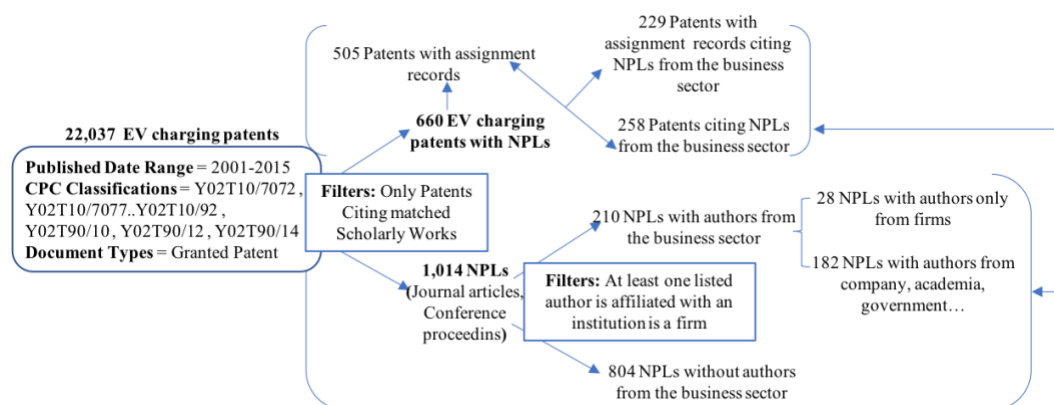 22,037 EV charging patents
Published Date Range = 2001-2015
CPC Classifications = Y02T10/7072 ,
Y02T10/7077..Y02T10/92 ,
Y02T90/10 , Y02T90/12 , Y02T90/14
Document Types = Granted Patent
Filters: Only Patents
Citing matched
Scholarly Works
505 Patents with assignment
records
660 EV charging
patents with NPLs
229 Patents with
assignment records citing
NPLs from the business
sector
258 Patents citing NPLs
from the business sector
1,014 NPLs
(Journal articles,
Conference
proceedins)
Filters: At least one listed
author is affiliated with an
institution is a firm
210 NPLs with authors from
the business sector
804 NPLs without authors
from the business sector
28 NPLs with authors only
from firms
182 NPLs with authors from
company, academia,
government…